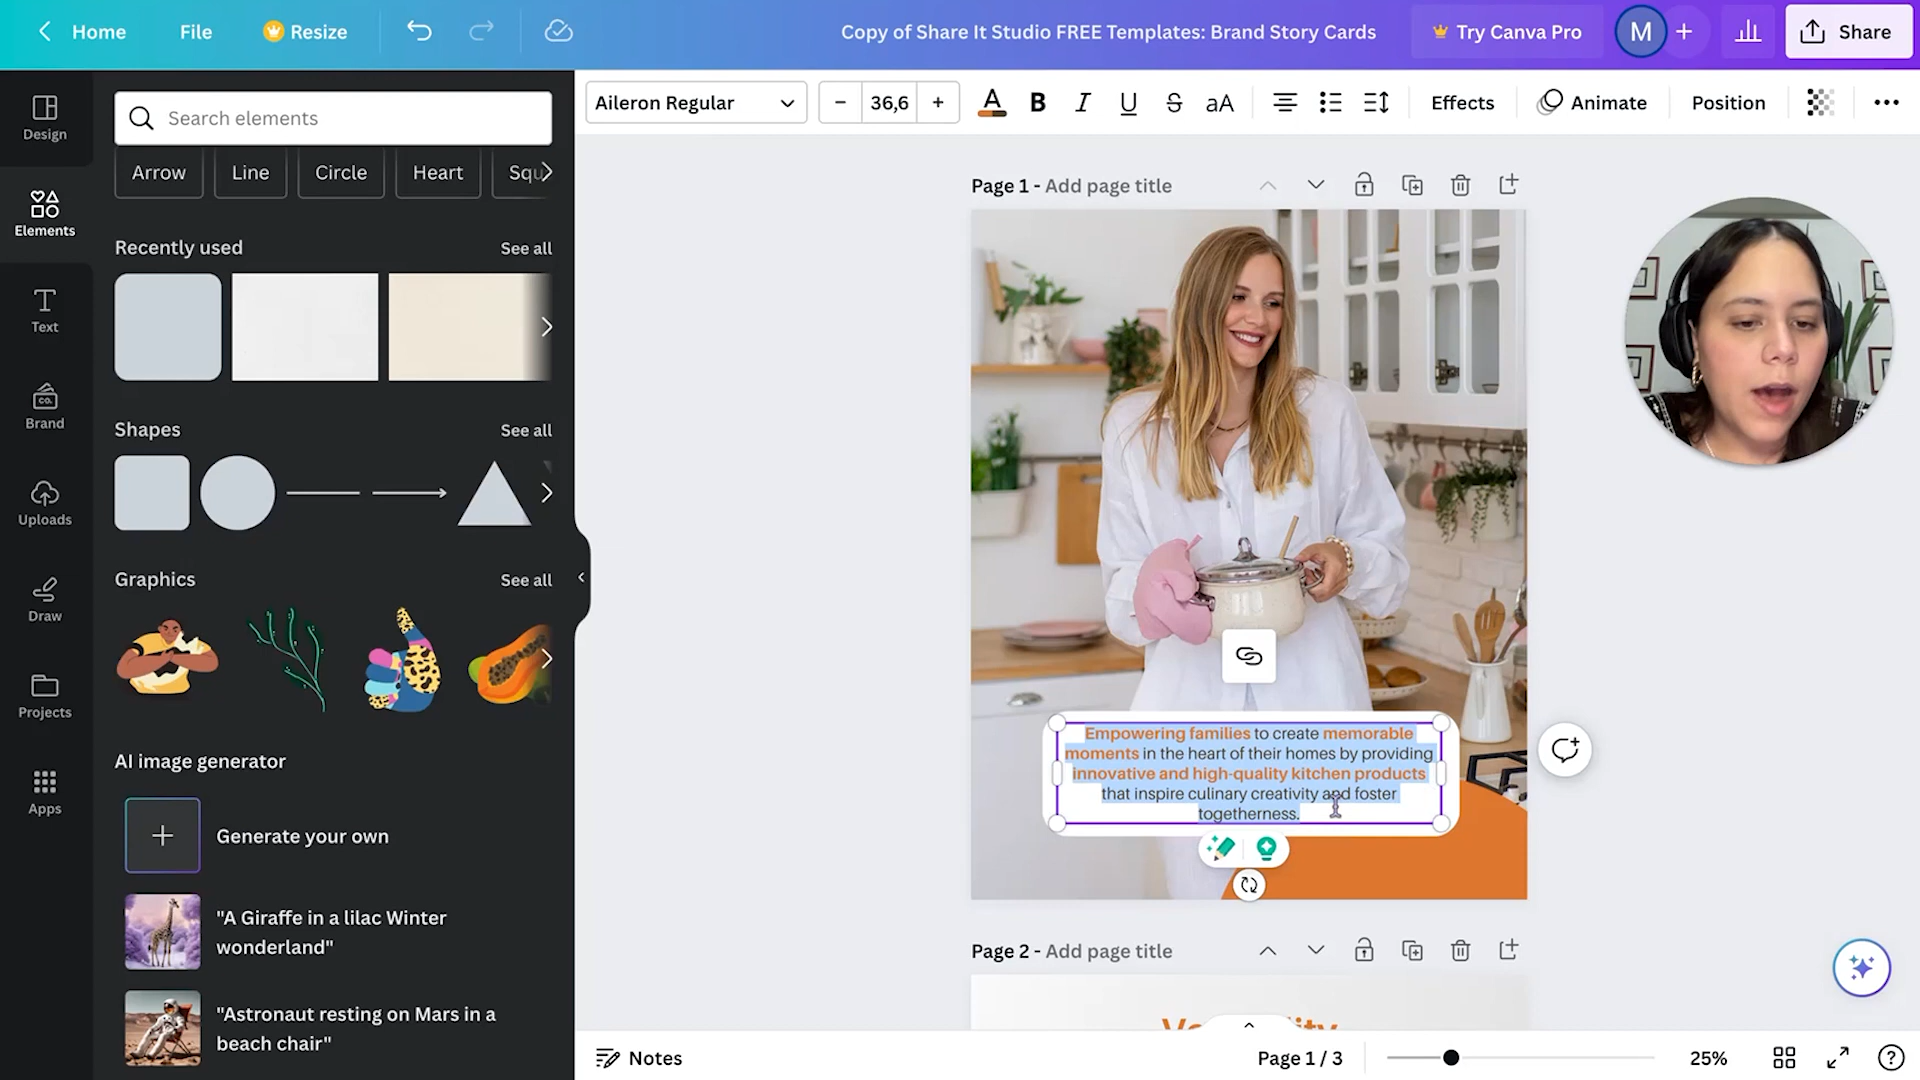 Home
File
Resize
Copy of Share It Studio FREE Templates: Brand Story Cards
Try Canva Pro
M
Share
Design
Elements
Text
Brand
CO.
Uploads
Draw
Projects
Apps
Search elements
Arrow
Line
Circle
Heart
Squ
Recently used
See all
Shapes
See all
Graphics
See all
AI image generator
Generate your own
"A Giraffe in a lilac Winter
wonderland"
"Astronaut resting on Mars in a
beach chair"
Aileron Regular
36,6
A
B
I
U
S
aA
Effects
Animate
Position
Page 1 - Add page title
Empowering families to create memorable
moments in the heart of their homes by providing
innovative and high-quality kitchen products
that inspire culinary creativity and foster
togetherness.
Page 2 - Add page title
Notes
Page 1 / 3
25%
?